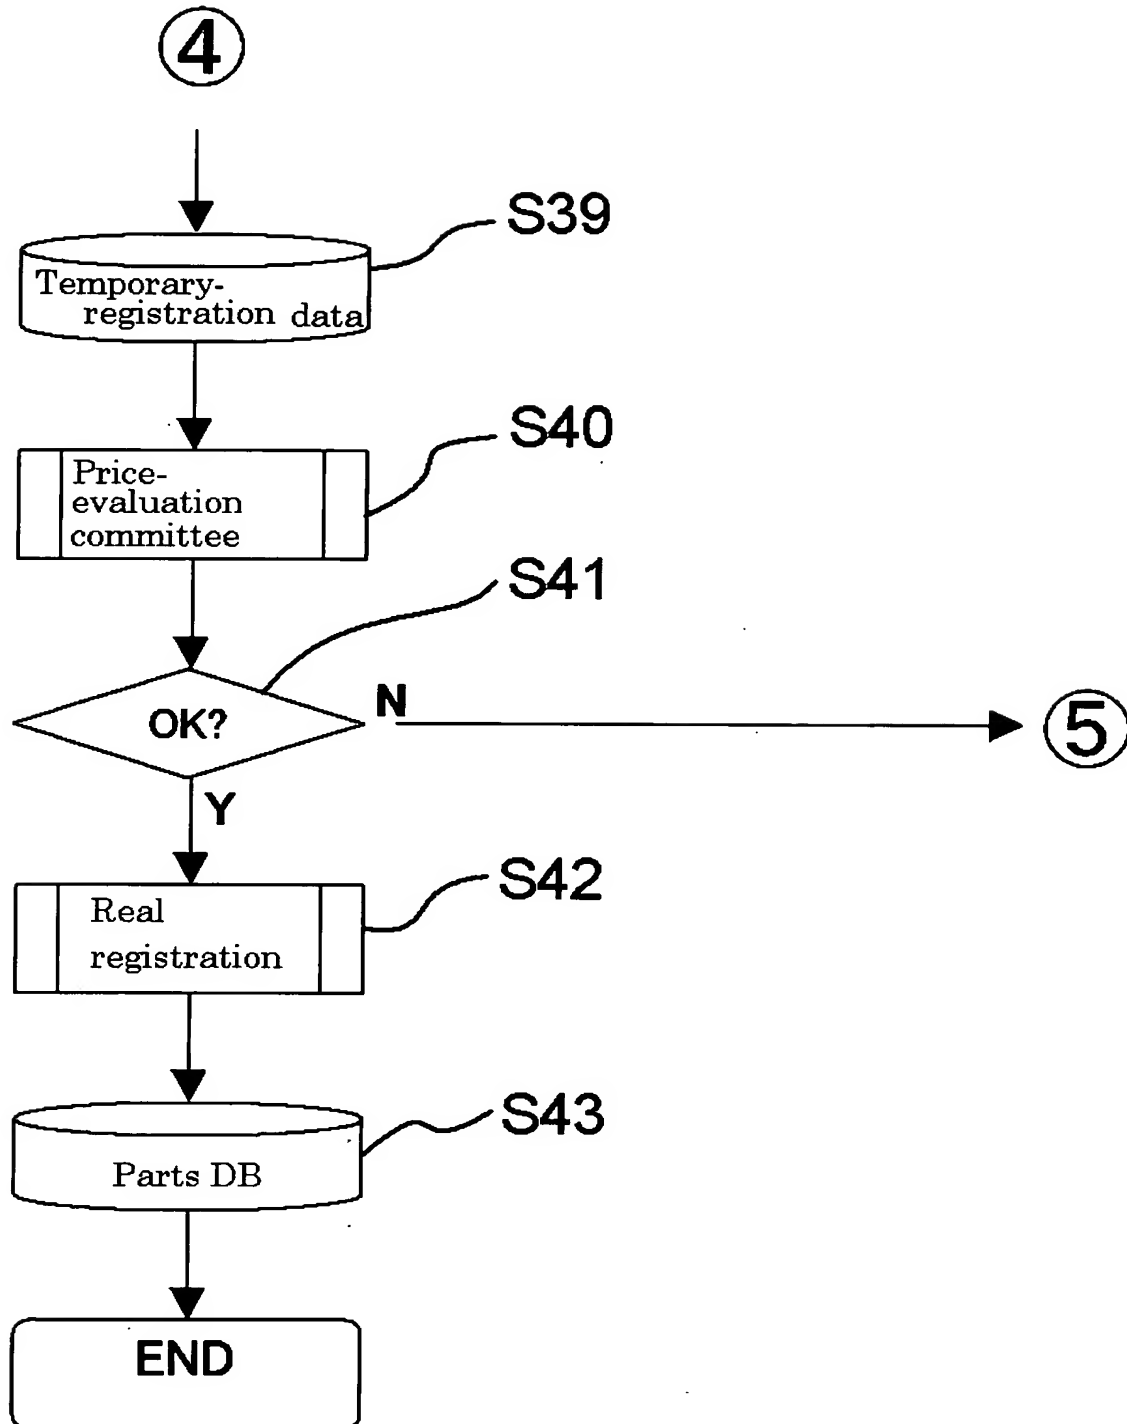 ④
S39
Temporary-
registration data
S40
Price-
evaluation
committee
S41
OK?
N
⑤
Y
S42
Real
registration
S43
Parts DB
END